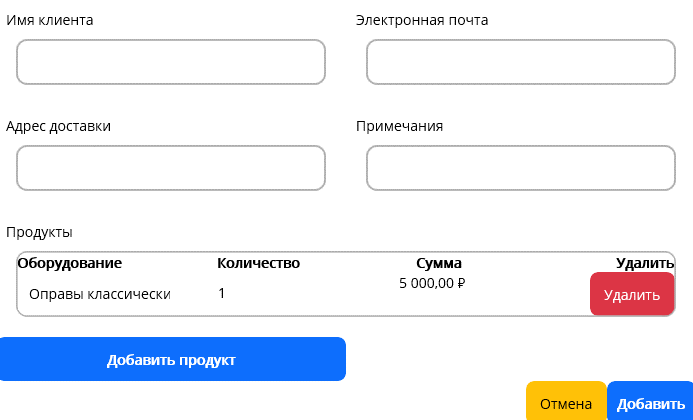 Имя клиента Электронная почта
Адрес доставки Примечания
Продукты
Оборудование Количество Сумма Удалить
Оправы классически 1 5 000,00 ₽ Удалить
Добавить продукт
Отмена Добавить